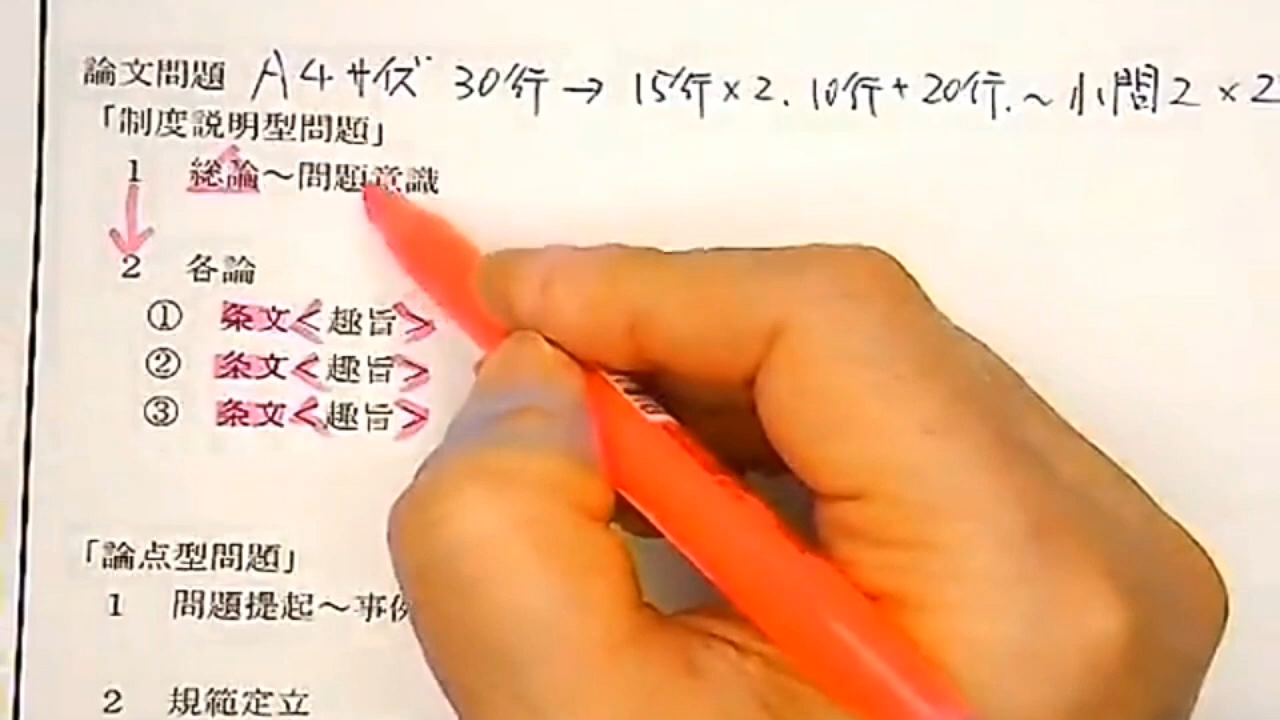 論文問題 A4サイズ 30行→15行×2.10行+20行.~小問2×2
「制度説明型問題」
1 総論~問題意識
2 各論
① 条文<趣旨>
② 条文<趣旨>
③ 条文<趣旨>
「論点型問題」
1 問題提起~事例
2 規範定立